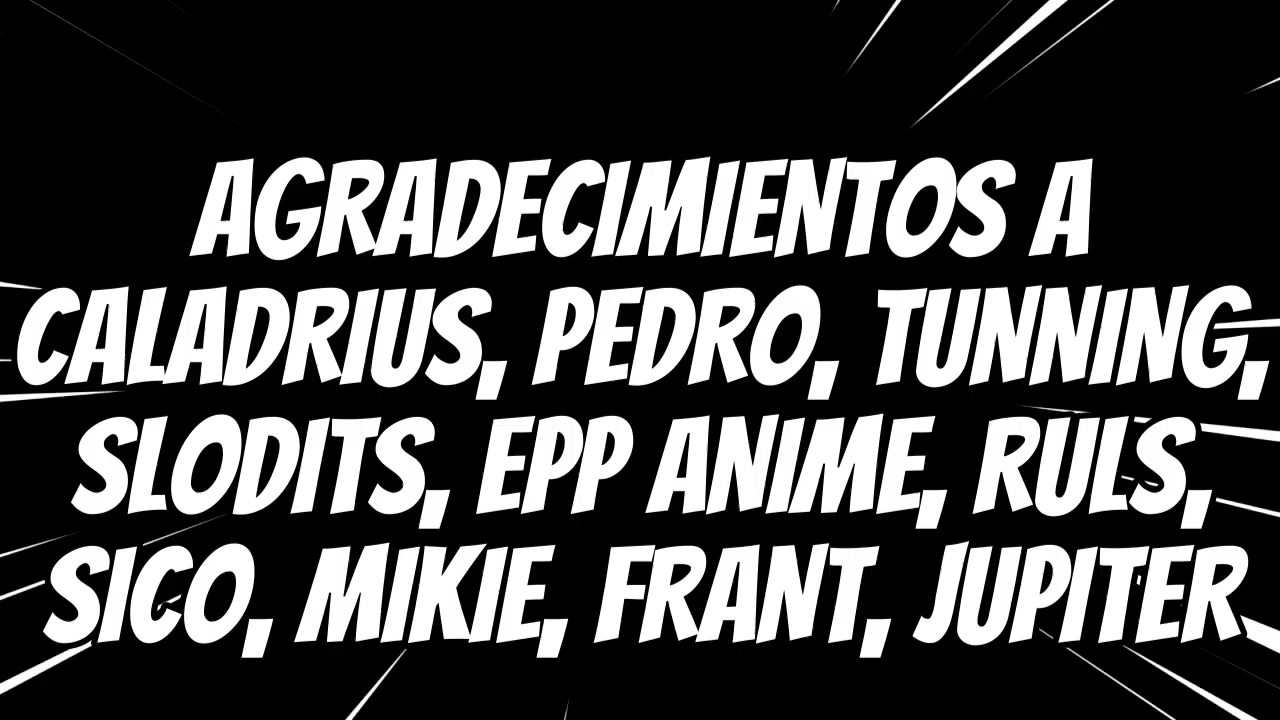 AGRADECIMIENTOS A
CALADRIUS, PEDRO, TUNNING,
SLODITS, EPP ANIME, RULS,
SICO, MIKIE, FRANT, JUPITER